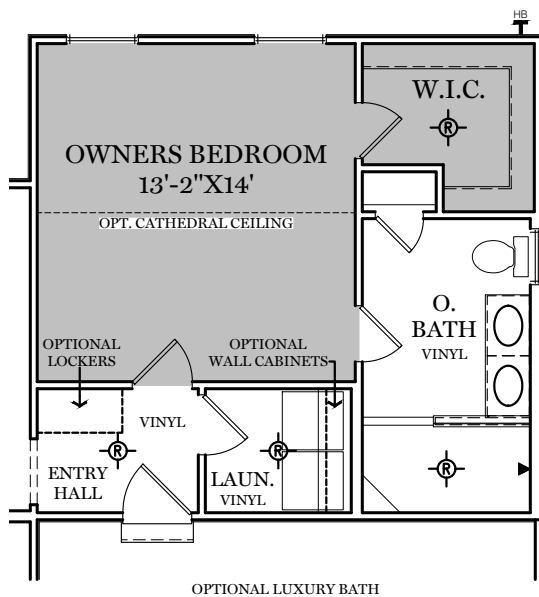 HB
W.I.C.
R
OWNERS BEDROOM
13'-2"X14'
OPT. CATHEDRAL CEILING
O.
BATH
VINYL
OPTIONAL
LOCKERS
OPTIONAL
WALL CABINETS
VINYL
R
ENTRY
HALL
R
LAUN.
VINYL
R
OPTIONAL LUXURY BATH